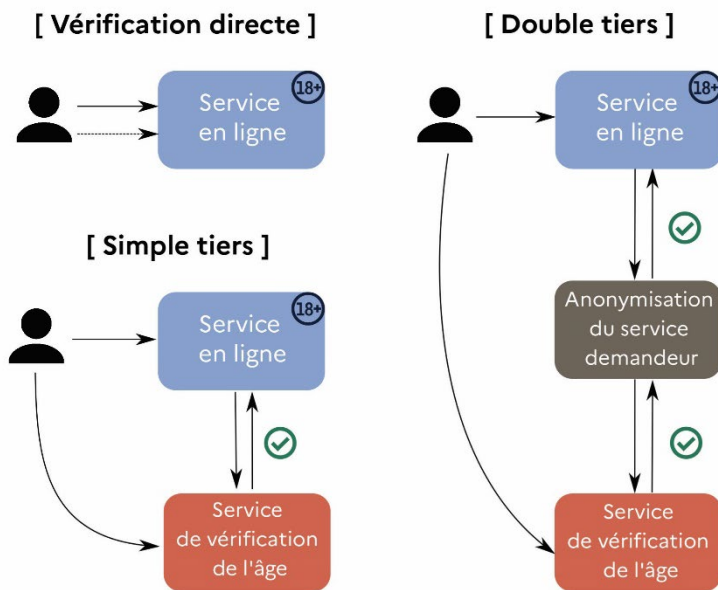 [ Vérification directe ]
18+
Service
en ligne
[ Simple tiers ]
18+
Service
en ligne
Service
de vérification
de l'âge
[ Double tiers ]
18+
Service
en ligne
Anonymisation
du service
demandeur
Service
de vérification
de l'âge